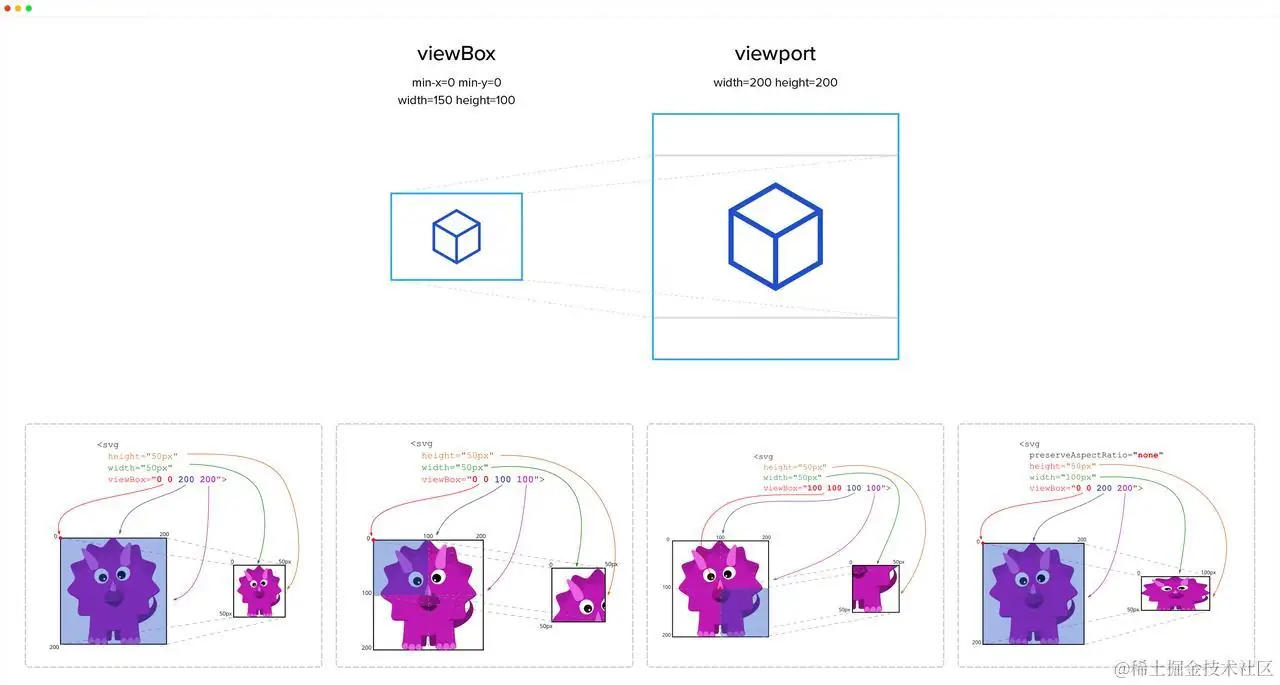 viewBox
min-x=0 min-y=0
width=150 height=100
viewport
width=200 height=200
<svg
height="50px"
width="50px"
viewBox="0 0 200 200">
0
200
200
0
50px
50px
<svg
height="50px"
width="50px"
viewBox="0 0 100 100">
0
100
200
100
200
0
50px
50px
<svg
height="50px"
width="50px"
viewBox="100 100 100 100">
0
100
200
100
200
0
50px
50px
<svg
preserveAspectRatio="none"
height="50px"
width="100px"
viewBox="0 0 200 200">
0
200
200
0
100px
50px
@稀土掘金技术社区